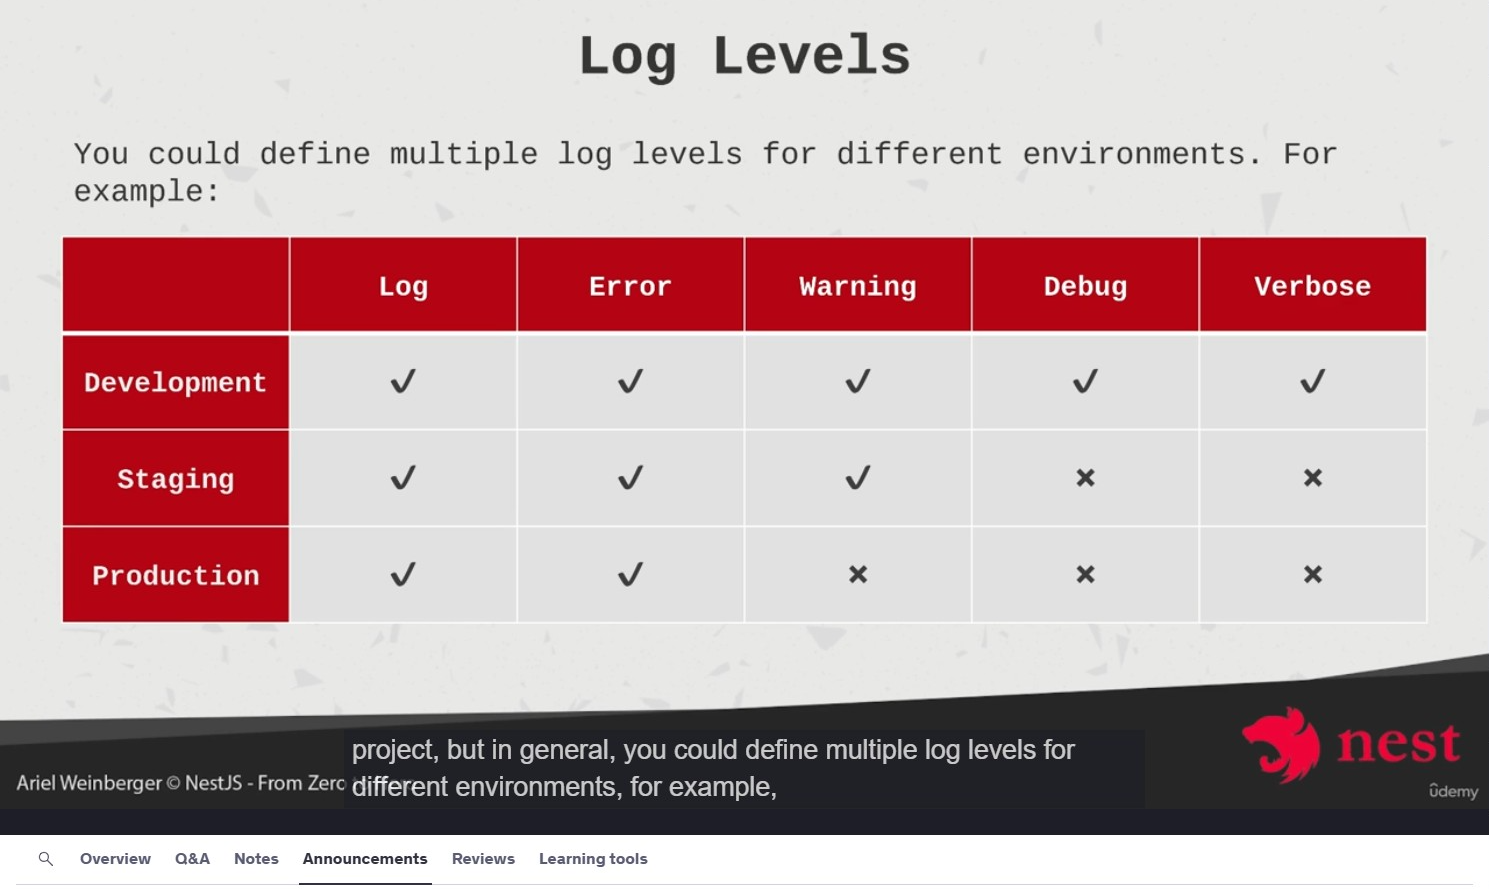 Log Levels
You could define multiple log levels for different environments. For
example:
Log Error Warning Debug Verbose
Development ✓ ✓ ✓ ✓ ✓
Staging ✓ ✓ ✓ ✖ ✖
Production ✓ ✓ ✖ ✖ ✖
nest
project, but in general, you could define multiple log levels for
different environments, for example,
Ariel Weinberger © NestJS - From Zero
ûdemy
Overview Q&A Notes Announcements Reviews Learning tools